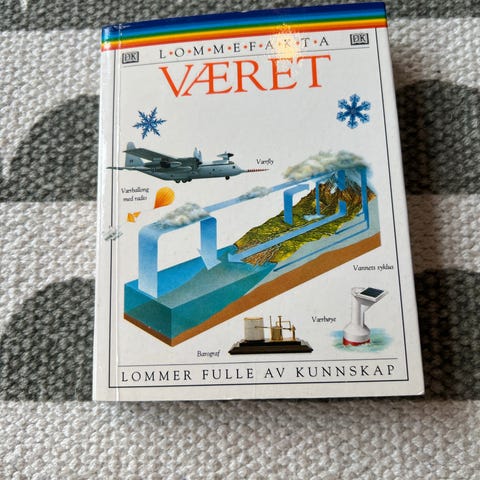 DK
L·O·M·M·E·F·A·K·T·A
DK
VÆRET
Værfly
Værballong
med radio
Vannets syklus
Værbøye
Barograf
LOMMER FULLE AV KUNNSKAP